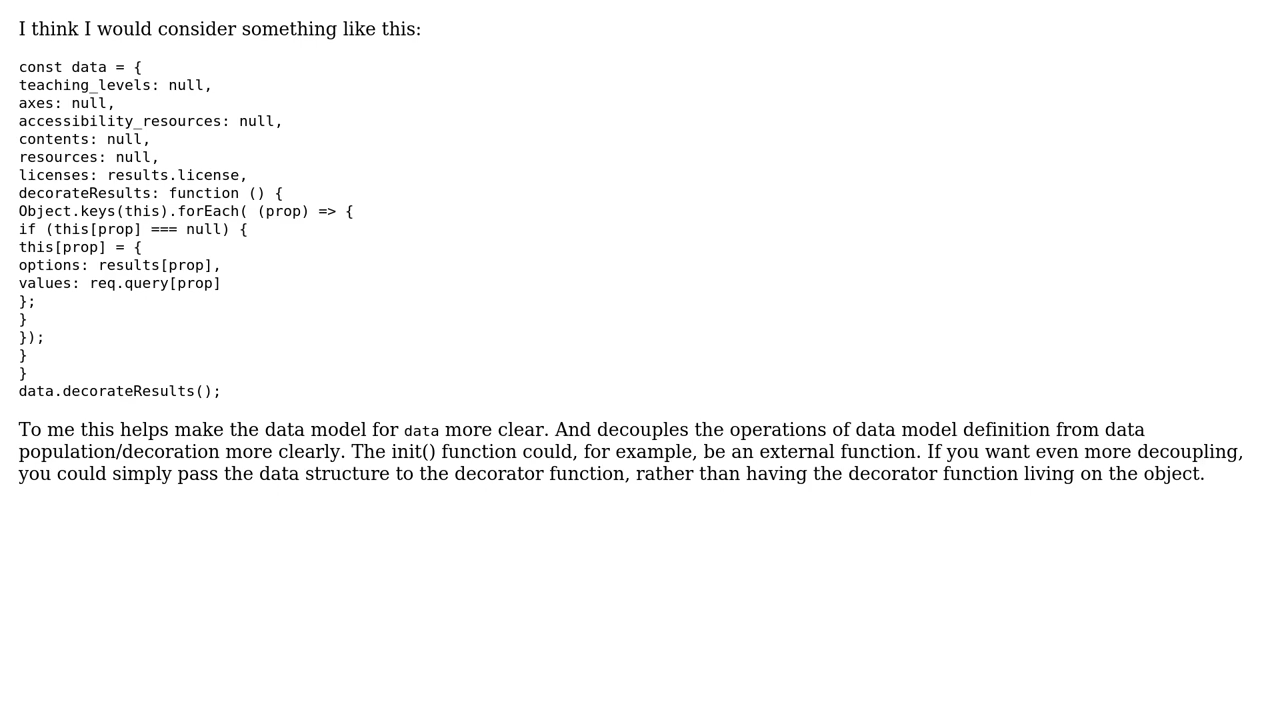 I think I would consider something like this:
const data = {
teaching_levels: null,
axes: null,
accessibility_resources: null,
contents: null,
resources: null,
licenses: results.license,
decorateResults: function () {
Object.keys(this).forEach( (prop) => {
if (this[prop] === null) {
this[prop] = {
options: results[prop],
values: req.query[prop]
};
}
});
}
}
data.decorateResults();
To me this helps make the data model for data more clear. And decouples the operations of data model definition from data
population/decoration more clearly. The init() function could, for example, be an external function. If you want even more decoupling,
you could simply pass the data structure to the decorator function, rather than having the decorator function living on the object.